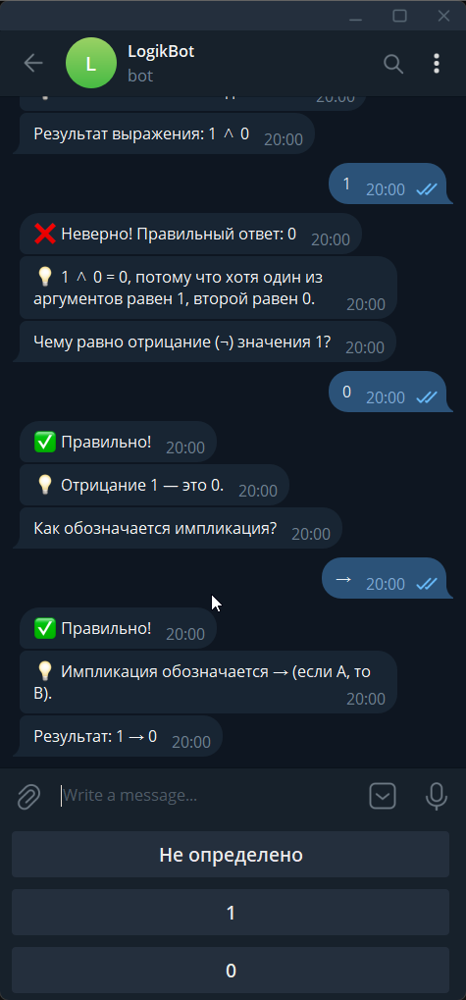 LogikBot
L
bot
20:00
Результат выражения: 1 ∧ 0 20:00
1 20:00
❌ Неверно! Правильный ответ: 0 20:00
💡 1 ∧ 0 = 0, потому что хотя один из
аргументов равен 1, второй равен 0. 20:00
Чему равно отрицание (¬) значения 1? 20:00
0 20:00
✅ Правильно! 20:00
💡 Отрицание 1 — это 0. 20:00
Как обозначается импликация? 20:00
→ 20:00
✅ Правильно! 20:00
💡 Импликация обозначается → (если A, то
B). 20:00
Результат: 1 → 0 20:00
Write a message...
Не определено
1
0